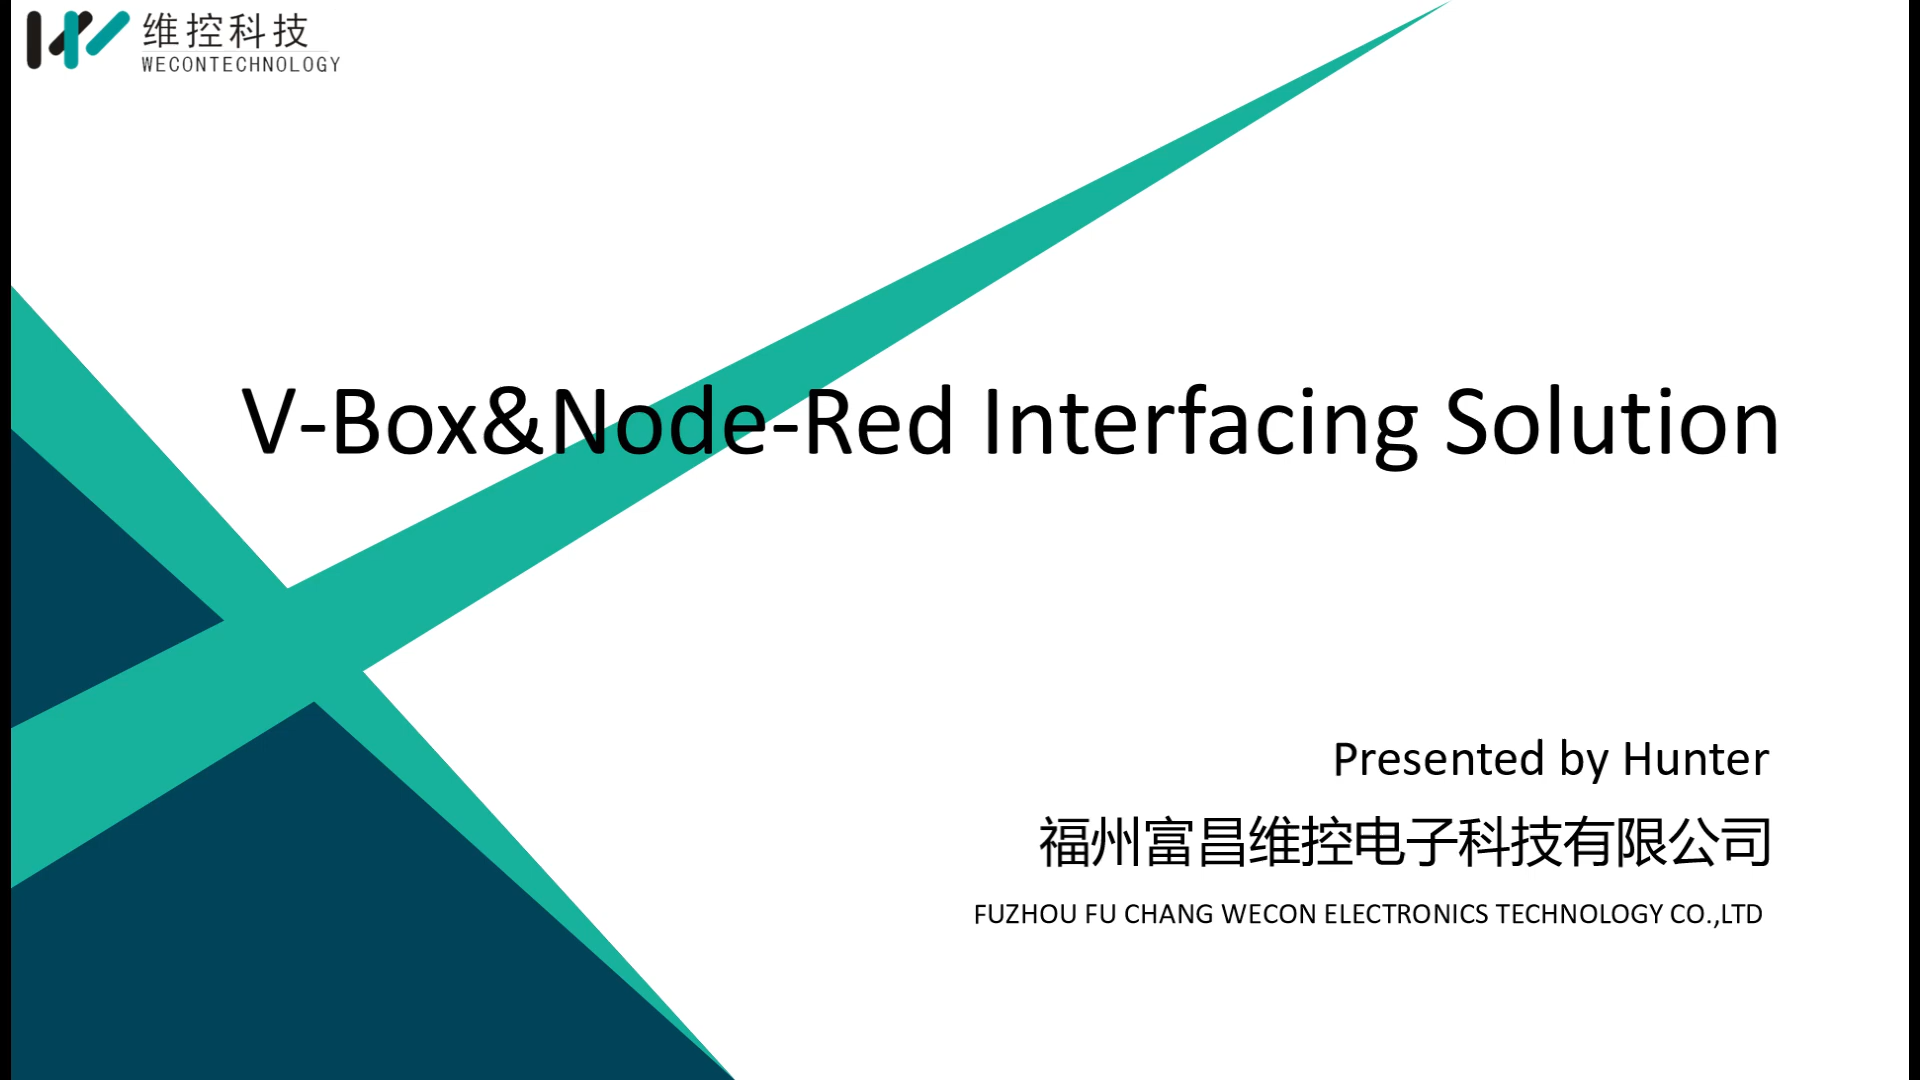 维控科技
WECONTECHNOLOGY
V-Box&Node-Red Interfacing Solution
Presented by Hunter
福州富昌维控电子科技有限公司
FUZHOU FU CHANG WECON ELECTRONICS TECHNOLOGY CO.,LTD